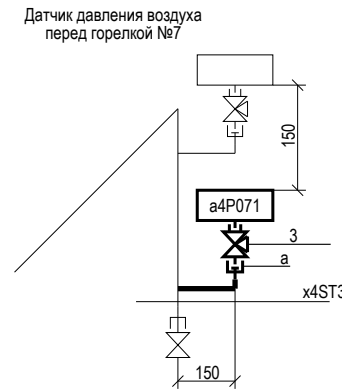 Датчик давления воздуха
перед горелкой №7
150
a4P071
3
a
x4ST3
150